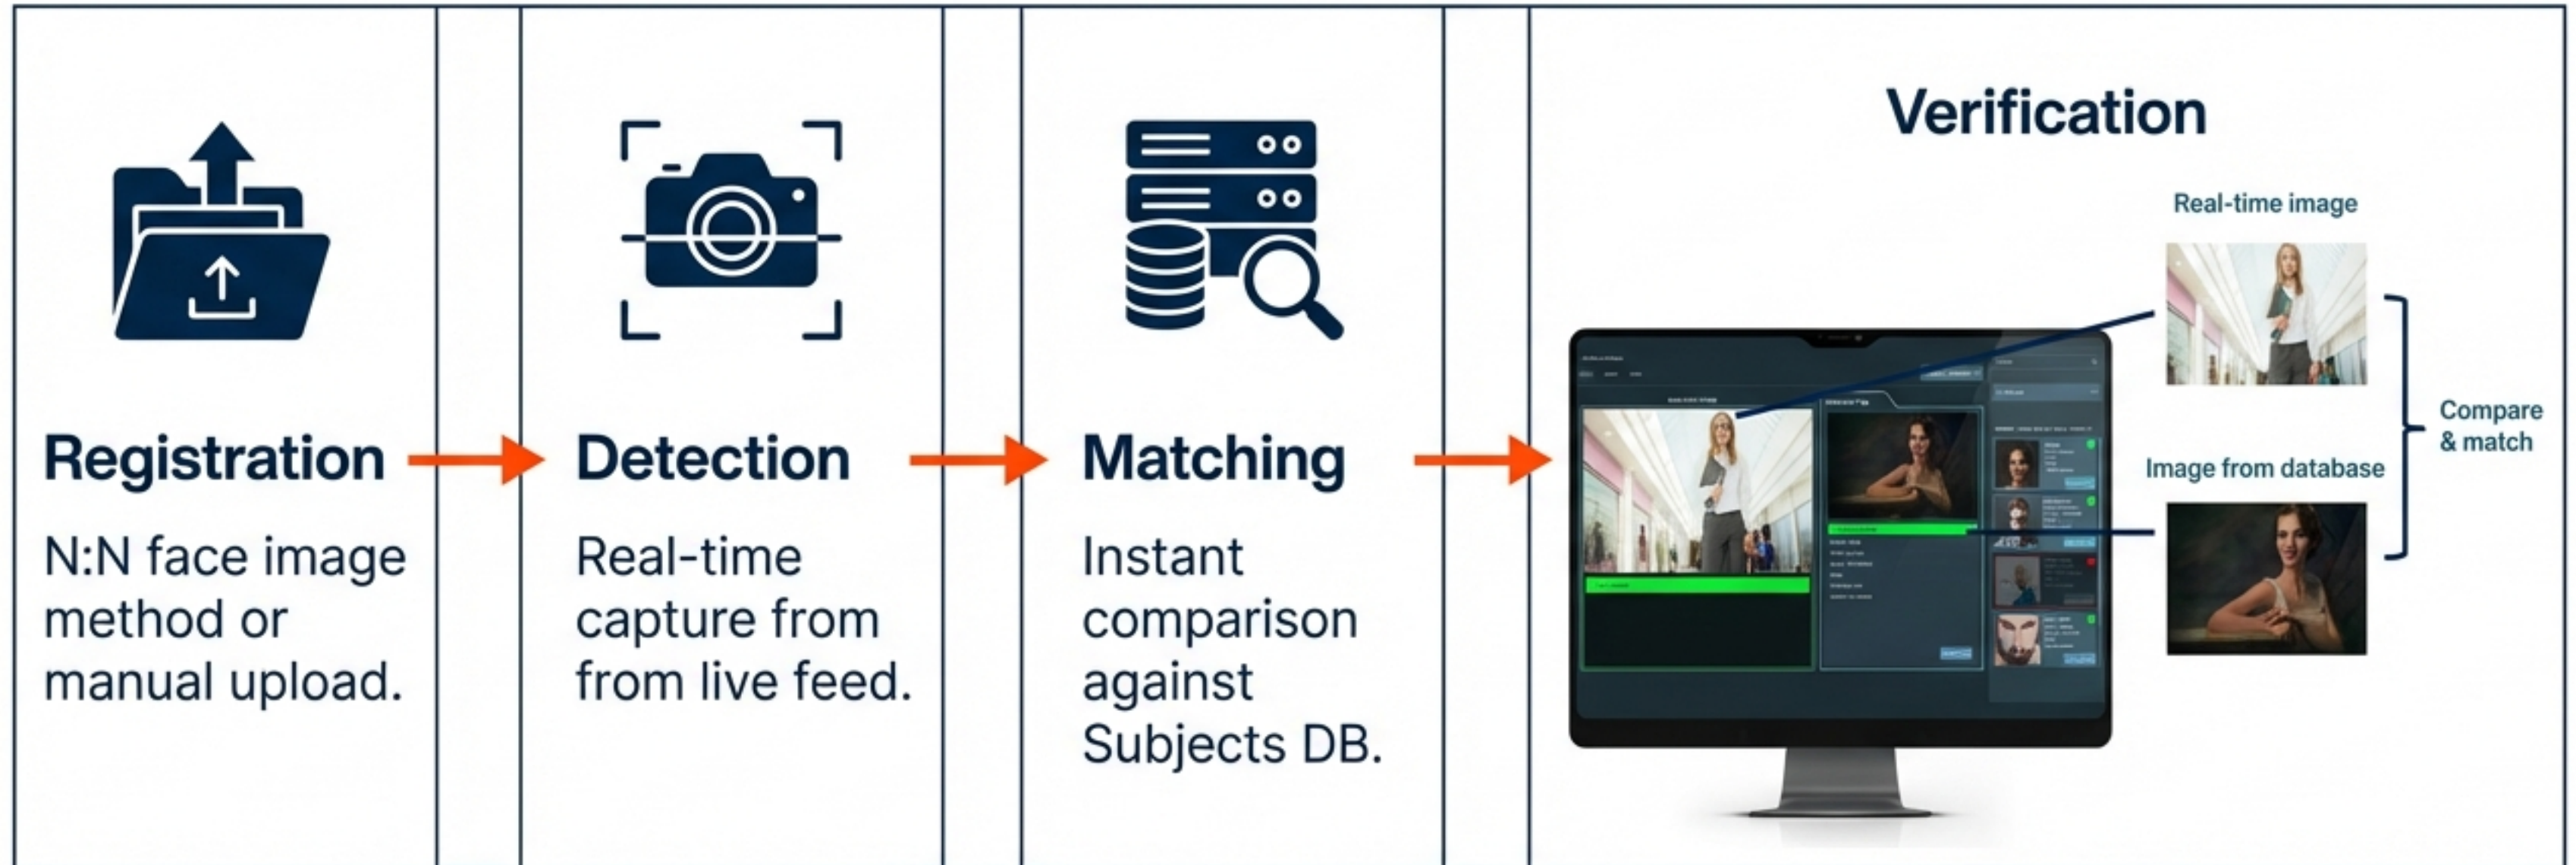 Registration
N:N face image
method or
manual upload.
Detection
Real-time
capture from
from live feed.
Matching
Instant
comparison
against
Subjects DB.
Verification
Real-time image
Image from database
Compare
& match